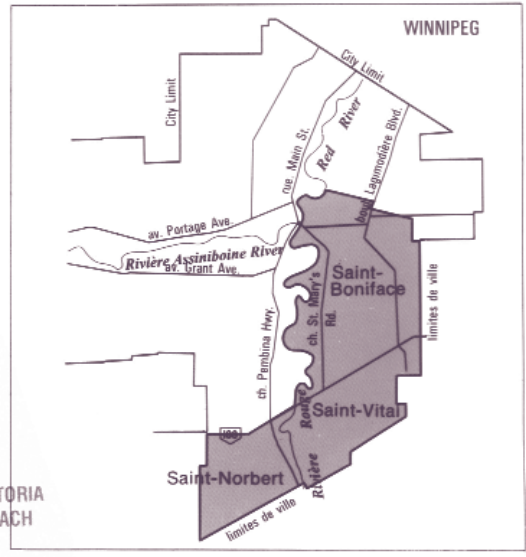 WINNIPEG
City Limit
City Limit
rue. Main St.
Red River
boul. Lagimodière Blvd.
av. Portage Ave.
Rivière Assiniboine River
av. Grant Ave.
Saint-
Boniface
ch. St. Mary's
Rd.
limites de ville
ch. Pembina Hwy.
Rivière Rouge
Saint-Vital
100
Saint-Norbert
limites de ville
TORIA
ACH